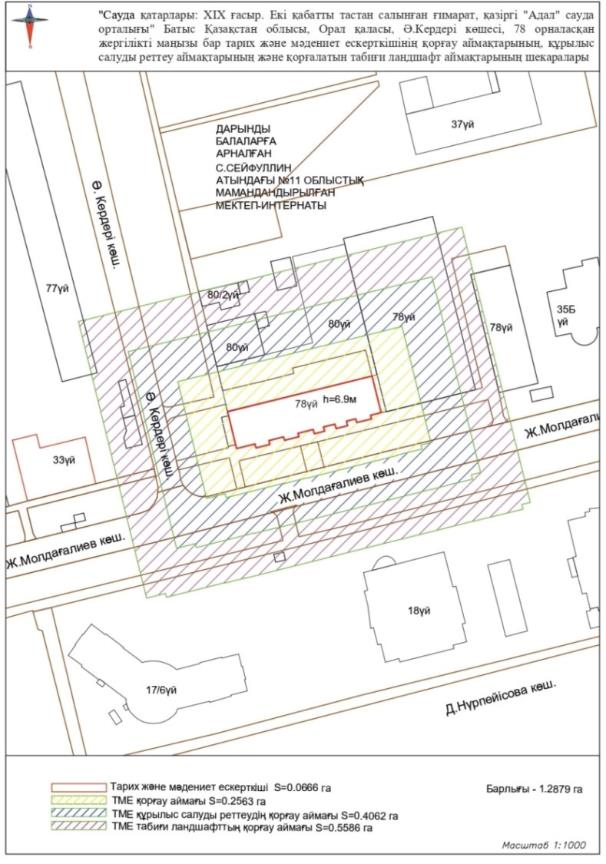 "Сауда қатарлары: XIX ғасыр. Екі қабатты тастан салынған ғимарат, қазіргі "Адал" сауда
орталығы" Батыс Қазақстан облысы, Орал қаласы, Ә.Кердері көшесі, 78 орналасқан
жергілікті маңызы бар тарих және мәдениет ескерткішінің қорғау аймақтарының, құрылыс
салуды реттеу аймақтарының және қорғалатын табиғи ландшафт аймақтарының шекаралары
ДАРЫНДЫ
БАЛАЛАРҒА
АРНАЛҒАН
С.СЕЙФУЛЛИН
АТЫНДАҒЫ №11 ОБЛЫСТЫҚ
МАМАНДАНДЫРЫЛҒАН
МЕКТЕП-ИНТЕРНАТЫ
37үй
Ә. Кердері көш.
77үй
80/2үй
80үй
80үй
78үй
78үй
35Б
үй
78үй h=6.9м
Ә. Кердері көш.
33үй
Ж.Молдағали
Ж.Молдағалиев көш.
Ж.Молдағалиев көш.
18үй
17/6үй
Д.Нұрпейісова көш.
Тарих және мәдениет ескерткіші S=0.0666 га
Барлығы - 1.2879 га
ТМЕ қорғау аймағы S=0.2563 га
ТМЕ құрылыс салуды реттеудің қорғау аймағы S=0.4062 га
ТМЕ табиғи ландшафттың қорғау аймағы S=0.5586 га
Масштаб 1:1000